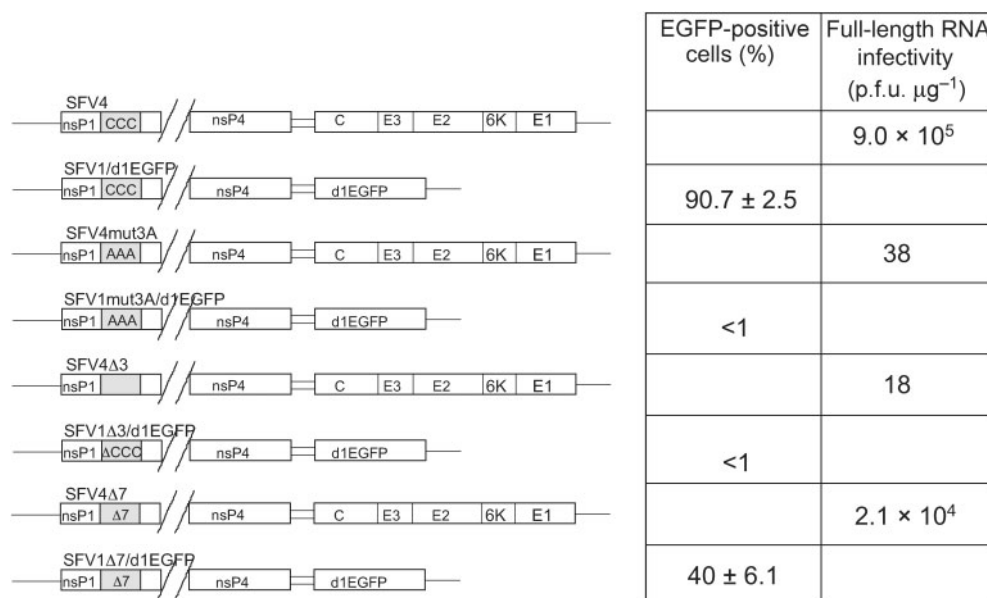 EGFP-positive cells (%)
Full-length RNA infectivity (p.f.u. µg⁻¹)
SFV4
nsP1 CCC nsP4 C E3 E2 6K E1
9.0 × 10⁵
SFV1/d1EGFP
nsP1 CCC nsP4 d1EGFP
90.7 ± 2.5
SFV4mut3A
nsP1 AAA nsP4 C E3 E2 6K E1
38
SFV1mut3A/d1EGFP
nsP1 AAA nsP4 d1EGFP
<1
SFV4Δ3
nsP1 nsP4 C E3 E2 6K E1
18
SFV1Δ3/d1EGFP
nsP1 ΔCCC nsP4 d1EGFP
<1
SFV4Δ7
nsP1 Δ7 nsP4 C E3 E2 6K E1
2.1 × 10⁴
SFV1Δ7/d1EGFP
nsP1 Δ7 nsP4 d1EGFP
40 ± 6.1